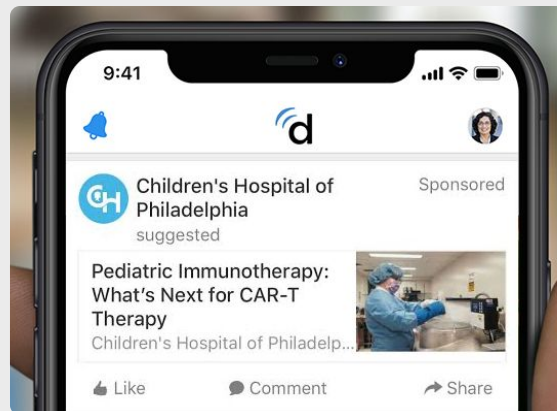 9:41
d
Children's Hospital of
Philadelphia
Sponsored
suggested
CH
Pediatric Immunotherapy:
What's Next for CAR-T
Therapy
Children's Hospital of Philadelp...
Like
Comment
Share